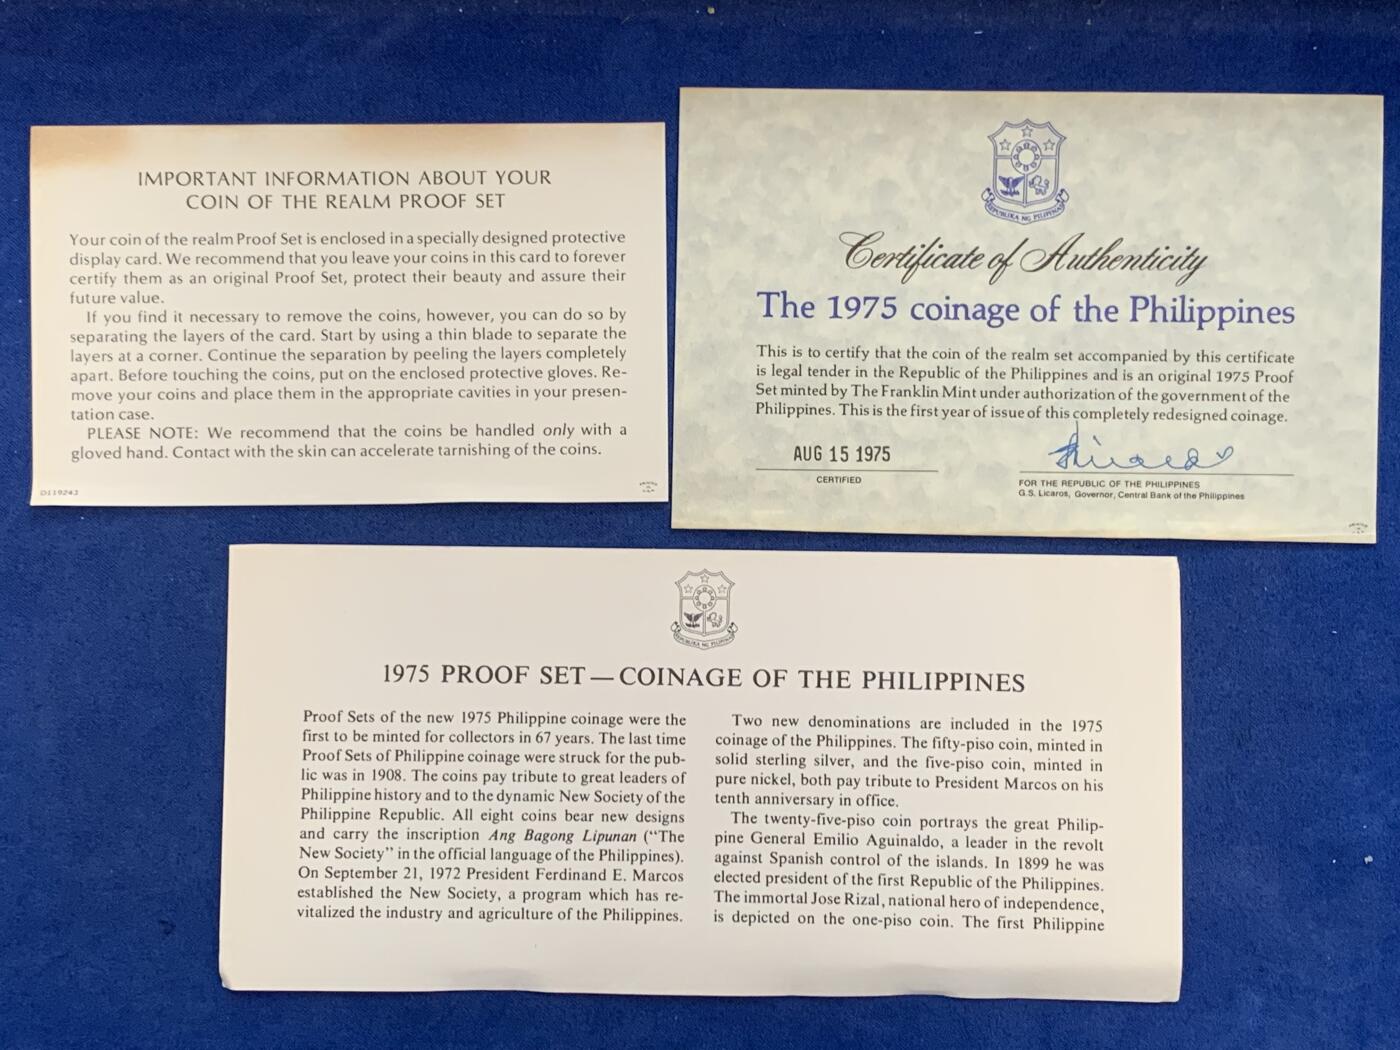 IMPORTANT INFORMATION ABOUT YOUR
COIN OF THE REALM PROOF SET
Your coin of the realm Proof Set is enclosed in a specially designed protective
display card. We recommend that you leave your coins in this card to forever
certify them as an original Proof Set, protect their beauty and assure their
future value.
If you find it necessary to remove the coins, however, you can do so by
separating the layers of the card. Start by using a thin blade to separate the
layers at a corner. Continue the separation by peeling the layers completely
apart. Before touching the coins, put on the enclosed protective gloves. Re-
move your coins and place them in the appropriate cavities in your presen-
tation case.
PLEASE NOTE: We recommend that the coins be handled only with a
gloved hand. Contact with the skin can accelerate tarnishing of the coins.
D119243
REPUBLIKA NG PILIPINAS
Certificate of Authenticity
The 1975 coinage of the Philippines
This is to certify that the coin of the realm set accompanied by this certificate
is legal tender in the Republic of the Philippines and is an original 1975 Proof
Set minted by The Franklin Mint under authorization of the government of the
Philippines. This is the first year of issue of this completely redesigned coinage.
AUG 15 1975
CERTIFIED
FOR THE REPUBLIC OF THE PHILIPPINES
G.S. Licaros, Governor, Central Bank of the Philippines
REPUBLIKA NG PILIPINAS
1975 PROOF SET—COINAGE OF THE PHILIPPINES
Proof Sets of the new 1975 Philippine coinage were the
first to be minted for collectors in 67 years. The last time
Proof Sets of Philippine coinage were struck for the pub-
lic was in 1908. The coins pay tribute to great leaders of
Philippine history and to the dynamic New Society of the
Philippine Republic. All eight coins bear new designs
and carry the inscription Ang Bagong Lipunan (“The
New Society” in the official language of the Philippines).
On September 21, 1972 President Ferdinand E. Marcos
established the New Society, a program which has re-
vitalized the industry and agriculture of the Philippines.
Two new denominations are included in the 1975
coinage of the Philippines. The fifty-piso coin, minted in
solid sterling silver, and the five-piso coin, minted in
pure nickel, both pay tribute to President Marcos on his
tenth anniversary in office.
The twenty-five-piso coin portrays the great Philip-
pine General Emilio Aguinaldo, a leader in the revolt
against Spanish control of the islands. In 1899 he was
elected president of the first Republic of the Philippines.
The immortal Jose Rizal, national hero of independence,
is depicted on the one-piso coin. The first Philippine